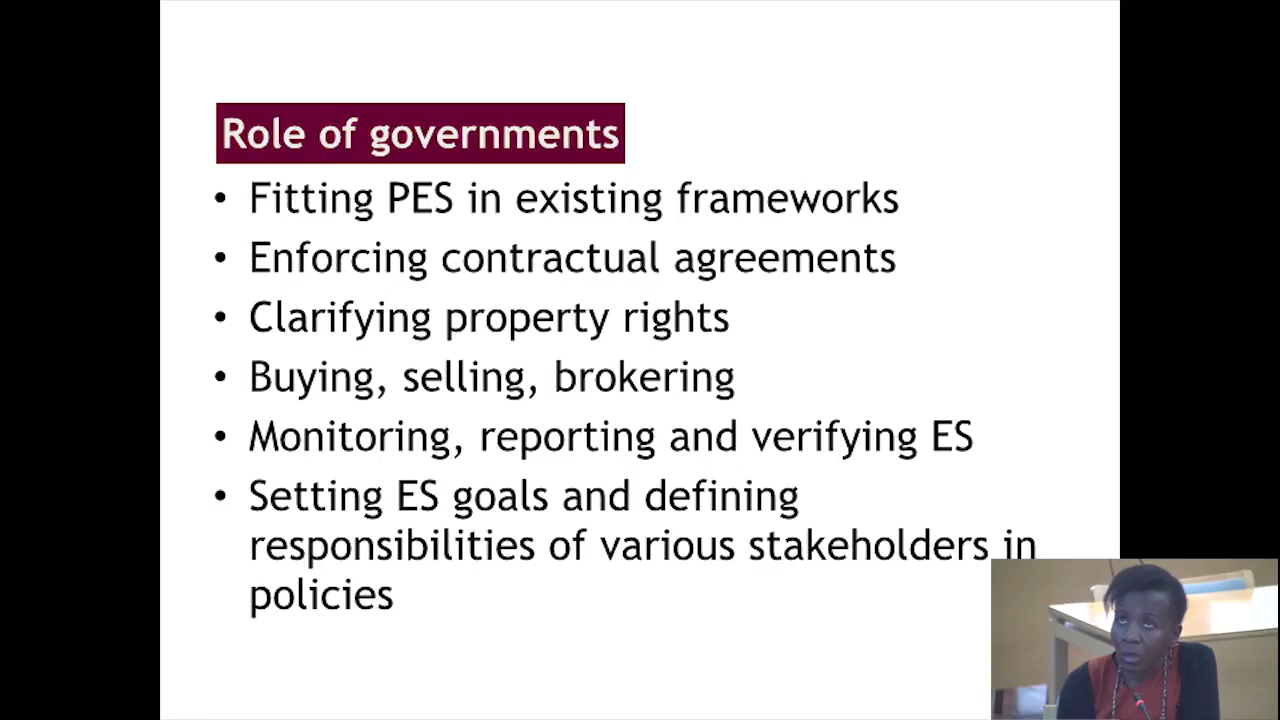 Role of governments
• Fitting PES in existing frameworks
• Enforcing contractual agreements
• Clarifying property rights
• Buying, selling, brokering
• Monitoring, reporting and verifying ES
• Setting ES goals and defining
responsibilities of various stakeholders in
policies